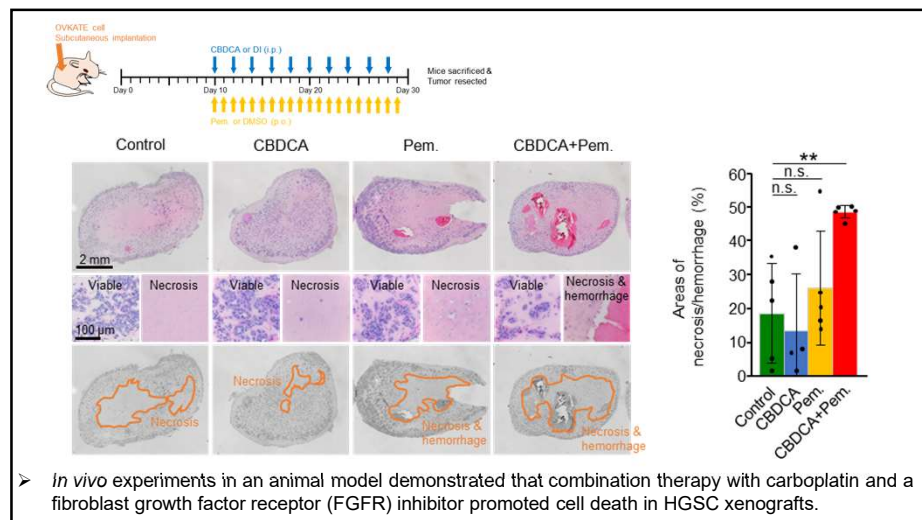 OVKATE cell
Subcutaneous implantation
CBDCA or DI (i.p.)
Day 0
Day 10
Day 20
Day 30
Mice sacrificed &
Tumor resected
Pem. or DMSO (p.o.)
Control
CBDCA
Pem.
CBDCA+Pem.
2 mm
Viable
Necrosis
Viable
Necrosis
Viable
Necrosis
Viable
Necrosis &
hemorrhage
100 μm
Necrosis
Necrosis
Necrosis &
hemorrhage
Necrosis &
hemorrhage
**
n.s.
n.s.
Areas of
necrosis/hemorrhage (%)
60
50
40
30
20
10
0
Control
CBDCA
Pem.
CBDCA+Pem.
➢ In vivo experiments in an animal model demonstrated that combination therapy with carboplatin and a
fibroblast growth factor receptor (FGFR) inhibitor promoted cell death in HGSC xenografts.